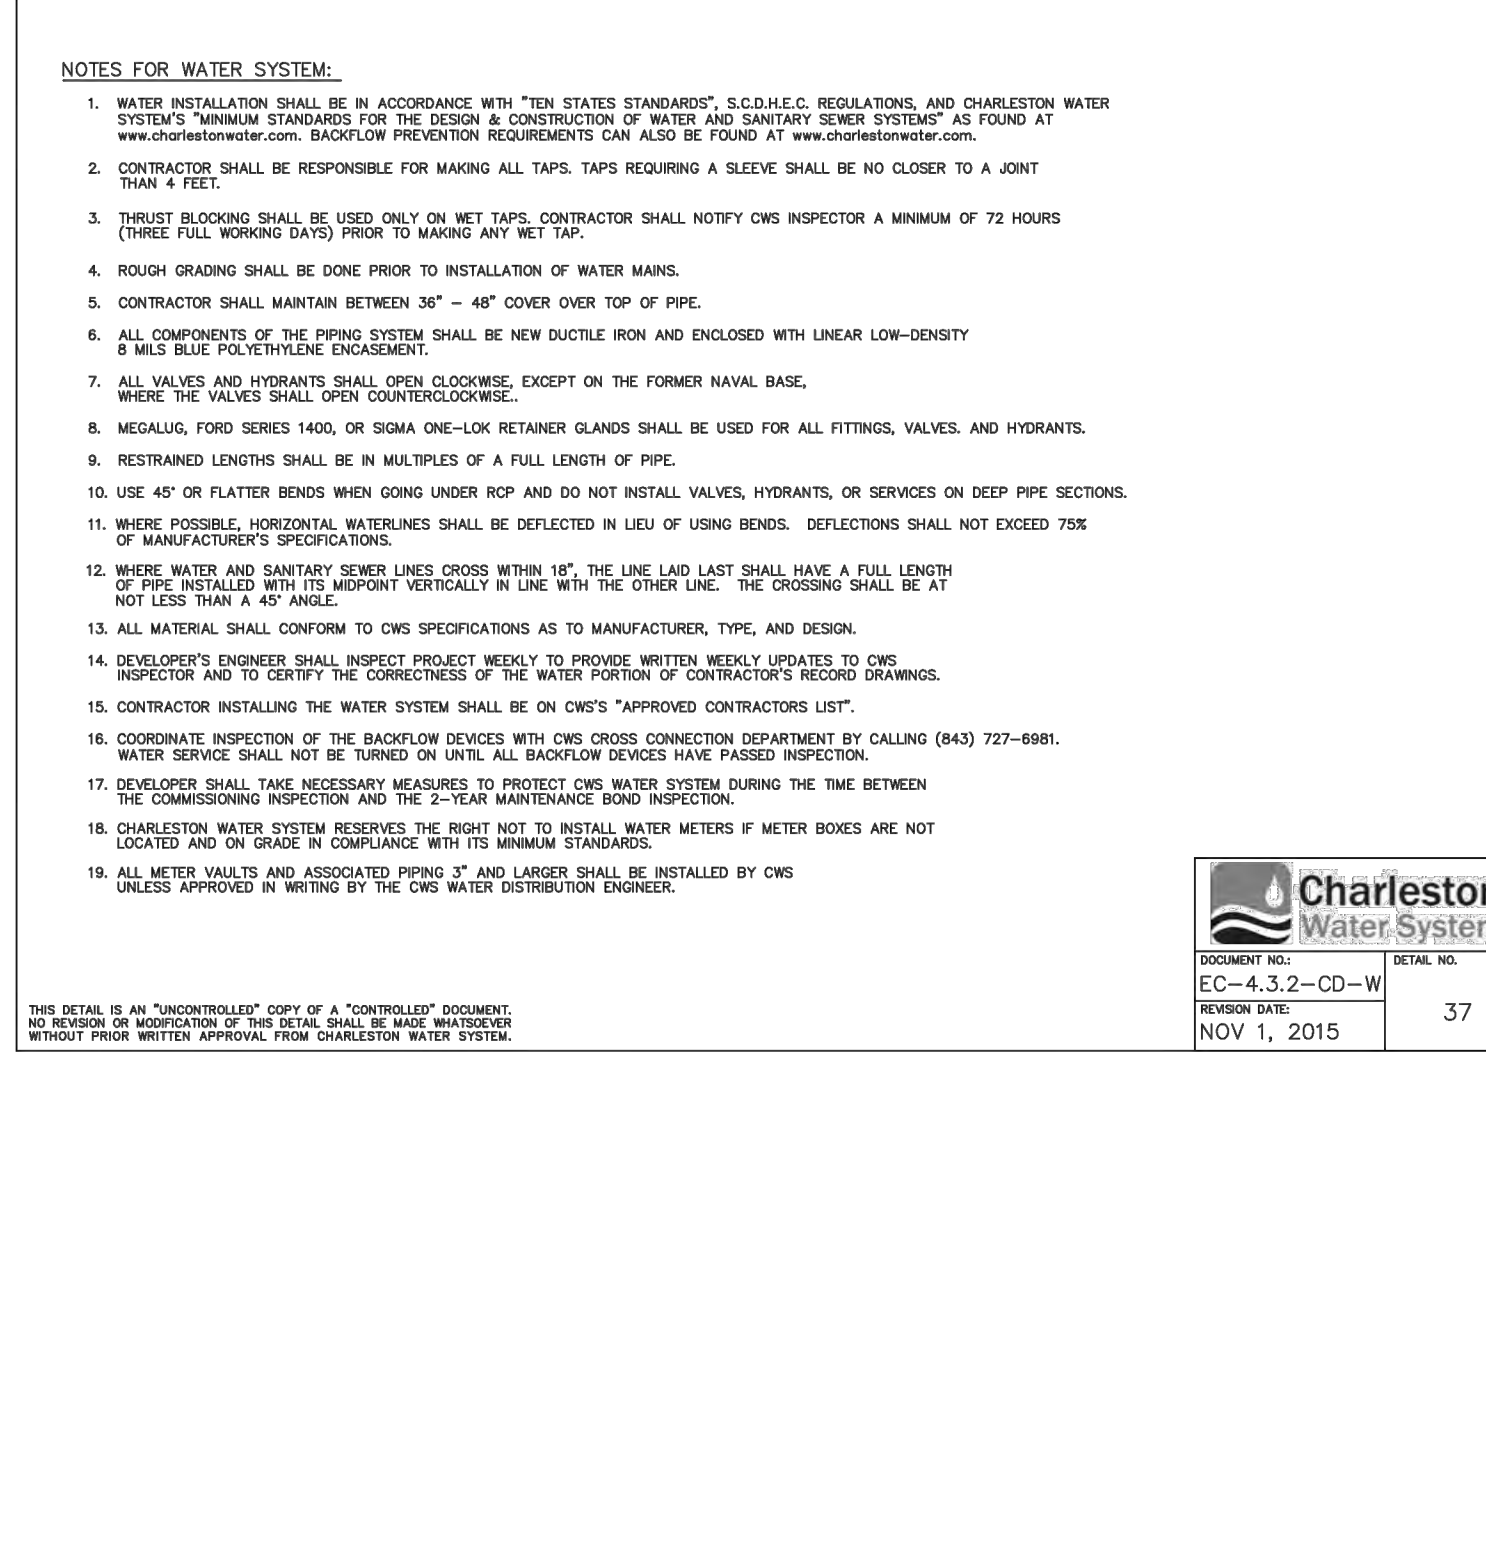 NOTES FOR WATER SYSTEM:
1. WATER INSTALLATION SHALL BE IN ACCORDANCE WITH "TEN STATES STANDARDS", S.C.D.H.E.C. REGULATIONS, AND CHARLESTON WATER
SYSTEM'S "MINIMUM STANDARDS FOR THE DESIGN & CONSTRUCTION OF WATER AND SANITARY SEWER SYSTEMS" AS FOUND AT
www.charlestonwater.com. BACKFLOW PREVENTION REQUIREMENTS CAN ALSO BE FOUND AT www.charlestonwater.com.
2. CONTRACTOR SHALL BE RESPONSIBLE FOR MAKING ALL TAPS. TAPS REQUIRING A SLEEVE SHALL BE NO CLOSER TO A JOINT
THAN 4 FEET.
3. THRUST BLOCKING SHALL BE USED ONLY ON WET TAPS. CONTRACTOR SHALL NOTIFY CWS INSPECTOR A MINIMUM OF 72 HOURS
(THREE FULL WORKING DAYS) PRIOR TO MAKING ANY WET TAP.
4. ROUGH GRADING SHALL BE DONE PRIOR TO INSTALLATION OF WATER MAINS.
5. CONTRACTOR SHALL MAINTAIN BETWEEN 36" – 48" COVER OVER TOP OF PIPE.
6. ALL COMPONENTS OF THE PIPING SYSTEM SHALL BE NEW DUCTILE IRON AND ENCLOSED WITH LINEAR LOW–DENSITY
8 MILS BLUE POLYETHYLENE ENCASEMENT.
7. ALL VALVES AND HYDRANTS SHALL OPEN CLOCKWISE, EXCEPT ON THE FORMER NAVAL BASE,
WHERE THE VALVES SHALL OPEN COUNTERCLOCKWISE..
8. MEGALUG, FORD SERIES 1400, OR SIGMA ONE–LOK RETAINER GLANDS SHALL BE USED FOR ALL FITTINGS, VALVES. AND HYDRANTS.
9. RESTRAINED LENGTHS SHALL BE IN MULTIPLES OF A FULL LENGTH OF PIPE.
10. USE 45° OR FLATTER BENDS WHEN GOING UNDER RCP AND DO NOT INSTALL VALVES, HYDRANTS, OR SERVICES ON DEEP PIPE SECTIONS.
11. WHERE POSSIBLE, HORIZONTAL WATERLINES SHALL BE DEFLECTED IN LIEU OF USING BENDS. DEFLECTIONS SHALL NOT EXCEED 75%
OF MANUFACTURER'S SPECIFICATIONS.
12. WHERE WATER AND SANITARY SEWER LINES CROSS WITHIN 18", THE LINE LAID LAST SHALL HAVE A FULL LENGTH
OF PIPE INSTALLED WITH ITS MIDPOINT VERTICALLY IN LINE WITH THE OTHER LINE. THE CROSSING SHALL BE AT
NOT LESS THAN A 45° ANGLE.
13. ALL MATERIAL SHALL CONFORM TO CWS SPECIFICATIONS AS TO MANUFACTURER, TYPE, AND DESIGN.
14. DEVELOPER'S ENGINEER SHALL INSPECT PROJECT WEEKLY TO PROVIDE WRITTEN WEEKLY UPDATES TO CWS
INSPECTOR AND TO CERTIFY THE CORRECTNESS OF THE WATER PORTION OF CONTRACTOR'S RECORD DRAWINGS.
15. CONTRACTOR INSTALLING THE WATER SYSTEM SHALL BE ON CWS'S "APPROVED CONTRACTORS LIST".
16. COORDINATE INSPECTION OF THE BACKFLOW DEVICES WITH CWS CROSS CONNECTION DEPARTMENT BY CALLING (843) 727–6981.
WATER SERVICE SHALL NOT BE TURNED ON UNTIL ALL BACKFLOW DEVICES HAVE PASSED INSPECTION.
17. DEVELOPER SHALL TAKE NECESSARY MEASURES TO PROTECT CWS WATER SYSTEM DURING THE TIME BETWEEN
THE COMMISSIONING INSPECTION AND THE 2–YEAR MAINTENANCE BOND INSPECTION.
18. CHARLESTON WATER SYSTEM RESERVES THE RIGHT NOT TO INSTALL WATER METERS IF METER BOXES ARE NOT
LOCATED AND ON GRADE IN COMPLIANCE WITH ITS MINIMUM STANDARDS.
19. ALL METER VAULTS AND ASSOCIATED PIPING 3" AND LARGER SHALL BE INSTALLED BY CWS
UNLESS APPROVED IN WRITING BY THE CWS WATER DISTRIBUTION ENGINEER.
THIS DETAIL IS AN "UNCONTROLLED" COPY OF A "CONTROLLED" DOCUMENT.
NO REVISION OR MODIFICATION OF THIS DETAIL SHALL BE MADE WHATSOEVER
WITHOUT PRIOR WRITTEN APPROVAL FROM CHARLESTON WATER SYSTEM.
Charleston
Water System
DOCUMENT NO.:
EC–4.3.2–CD–W
REVISION DATE:
NOV 1, 2015
DETAIL NO.
37